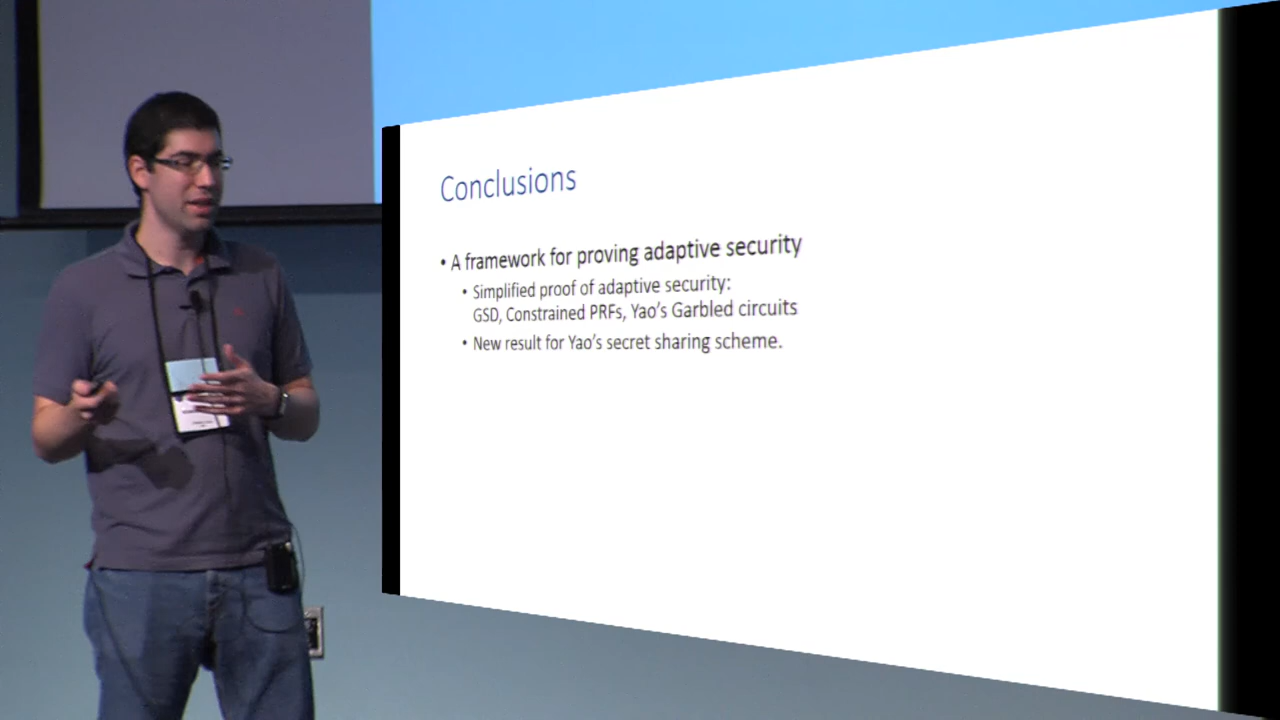 Conclusions
• A framework for proving adaptive security
• Simplified proof of adaptive security:
GSD, Constrained PRFs, Yao's Garbled circuits
• New result for Yao's secret sharing scheme.